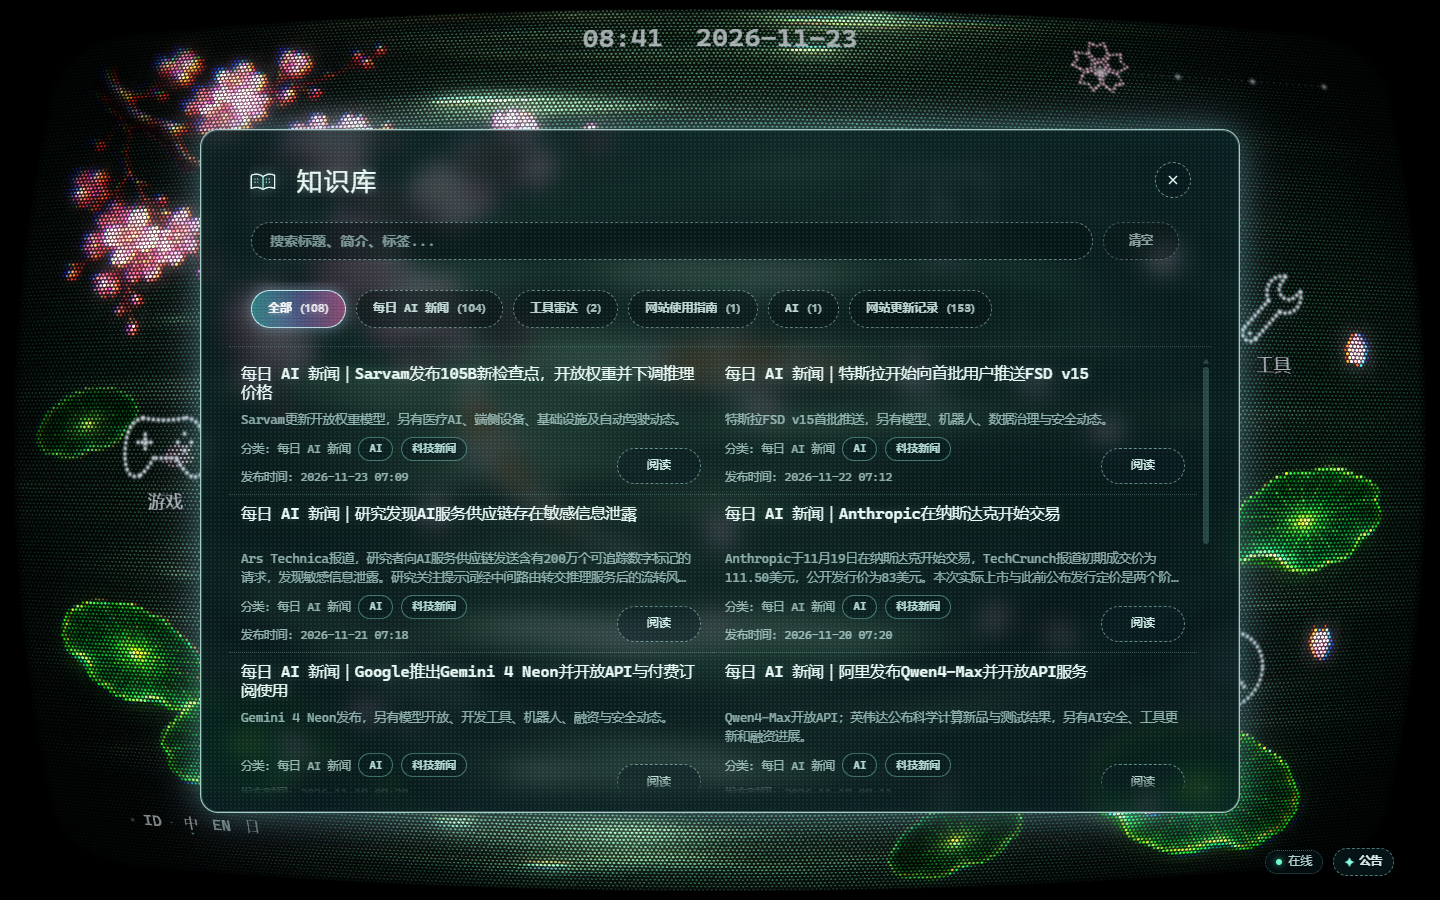 08:41 2026-11-23
知识库
×
搜索标题、简介、标签...
清空
全部 (108)
每日 AI 新闻 (104)
工具雷达 (2)
网站使用指南 (1)
AI (1)
网站更新记录 (153)
每日 AI 新闻｜Sarvam发布105B新检查点，开放权重并下调推理
价格
Sarvam更新开放权重模型，另有医疗AI、端侧设备、基础设施及自动驾驶动态。
分类: 每日 AI 新闻 AI 科技新闻
发布时间: 2026-11-23 07:09
阅读
每日 AI 新闻｜特斯拉开始向首批用户推送FSD v15
特斯拉FSD v15首批推送，另有模型、机器人、数据治理与安全动态。
分类: 每日 AI 新闻 AI 科技新闻
发布时间: 2026-11-22 07:12
阅读
每日 AI 新闻｜研究发现AI服务供应链存在敏感信息泄露
Ars Technica报道，研究者向AI服务供应链发送含有200万个可追踪数字标记的
请求，发现敏感信息泄露。研究关注提示词经中间路由转交推理服务后的流转风…
分类: 每日 AI 新闻 AI 科技新闻
发布时间: 2026-11-21 07:18
阅读
每日 AI 新闻｜Anthropic在纳斯达克开始交易
Anthropic于11月19日在纳斯达克开始交易，TechCrunch报道初期成交价为
111.50美元，公开发行价为83美元。本次实际上市与此前公布发行定价是两个阶…
分类: 每日 AI 新闻 AI 科技新闻
发布时间: 2026-11-20 07:20
阅读
每日 AI 新闻｜Google推出Gemini 4 Neon并开放API与付费订
阅使用
Gemini 4 Neon发布，另有模型开放、开发工具、机器人、融资与安全动态。
分类: 每日 AI 新闻 AI 科技新闻
阅读
每日 AI 新闻｜阿里发布Qwen4-Max并开放API服务
Qwen4-Max开放API；英伟达公布科学计算新品与测试结果，另有AI安全、工具更
新和融资进展。
分类: 每日 AI 新闻 AI 科技新闻
阅读
游戏
工具
ID 中 EN 日
在线
公告